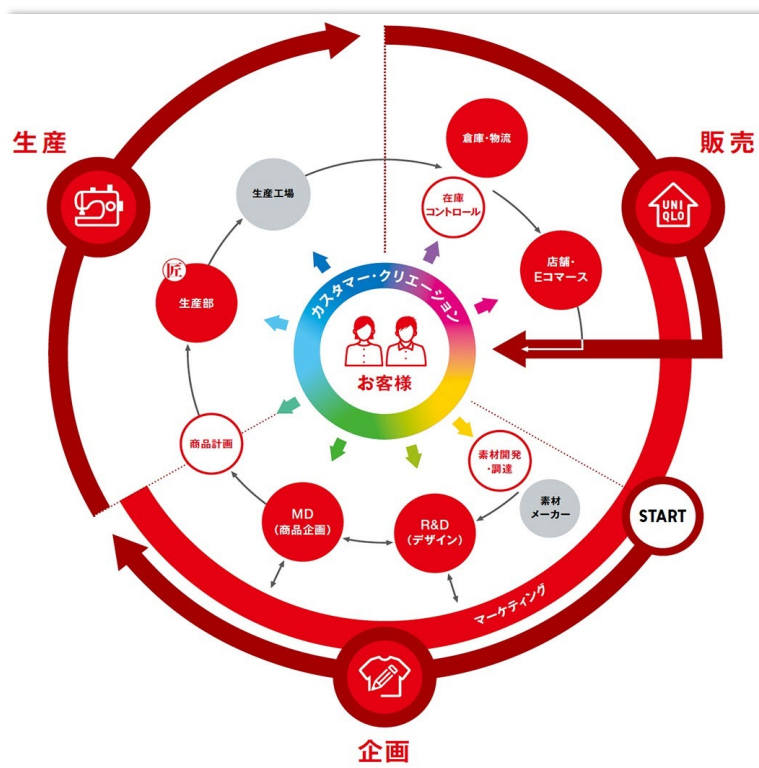 生産
販売
倉庫・物流
生産工場
在庫
コントロール
UNI
QLO
店舗・
Eコマース
匠
生産部
カスタマー・クリエーション
お客様
商品計画
素材開発
・調達
素材
メーカー
MD
(商品企画)
R&D
(デザイン)
START
マーケティング
企画